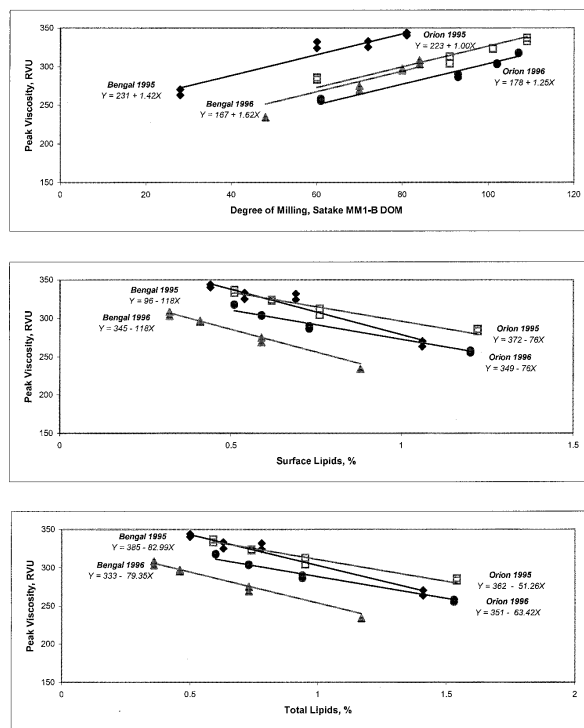 Peak Viscosity, RVU
350
300
250
200
150
0
20
40
60
80
100
120
Degree of Milling, Satake MM1-B DOM
Bengal 1995
Y = 231 + 1.42X
Bengal 1996
Y = 167 + 1.62X
Orion 1995
Y = 223 + 1.00X
Orion 1996
Y = 178 + 1.25X
Peak Viscosity, RVU
350
300
250
200
150
0
0.5
1
1.5
Surface Lipids, %
Bengal 1995
Y = 96 - 118X
Bengal 1996
Y = 345 - 118X
Orion 1995
Y = 372 - 76X
Orion 1996
Y = 349 - 76X
Peak Viscosity, RVU
350
300
250
200
150
0
0.5
1
1.5
2
Total Lipids, %
Bengal 1995
Y = 385 - 82.99X
Bengal 1996
Y = 333 - 79.35X
Orion 1995
Y = 362 - 51.26X
Orion 1996
Y = 351 - 63.42X